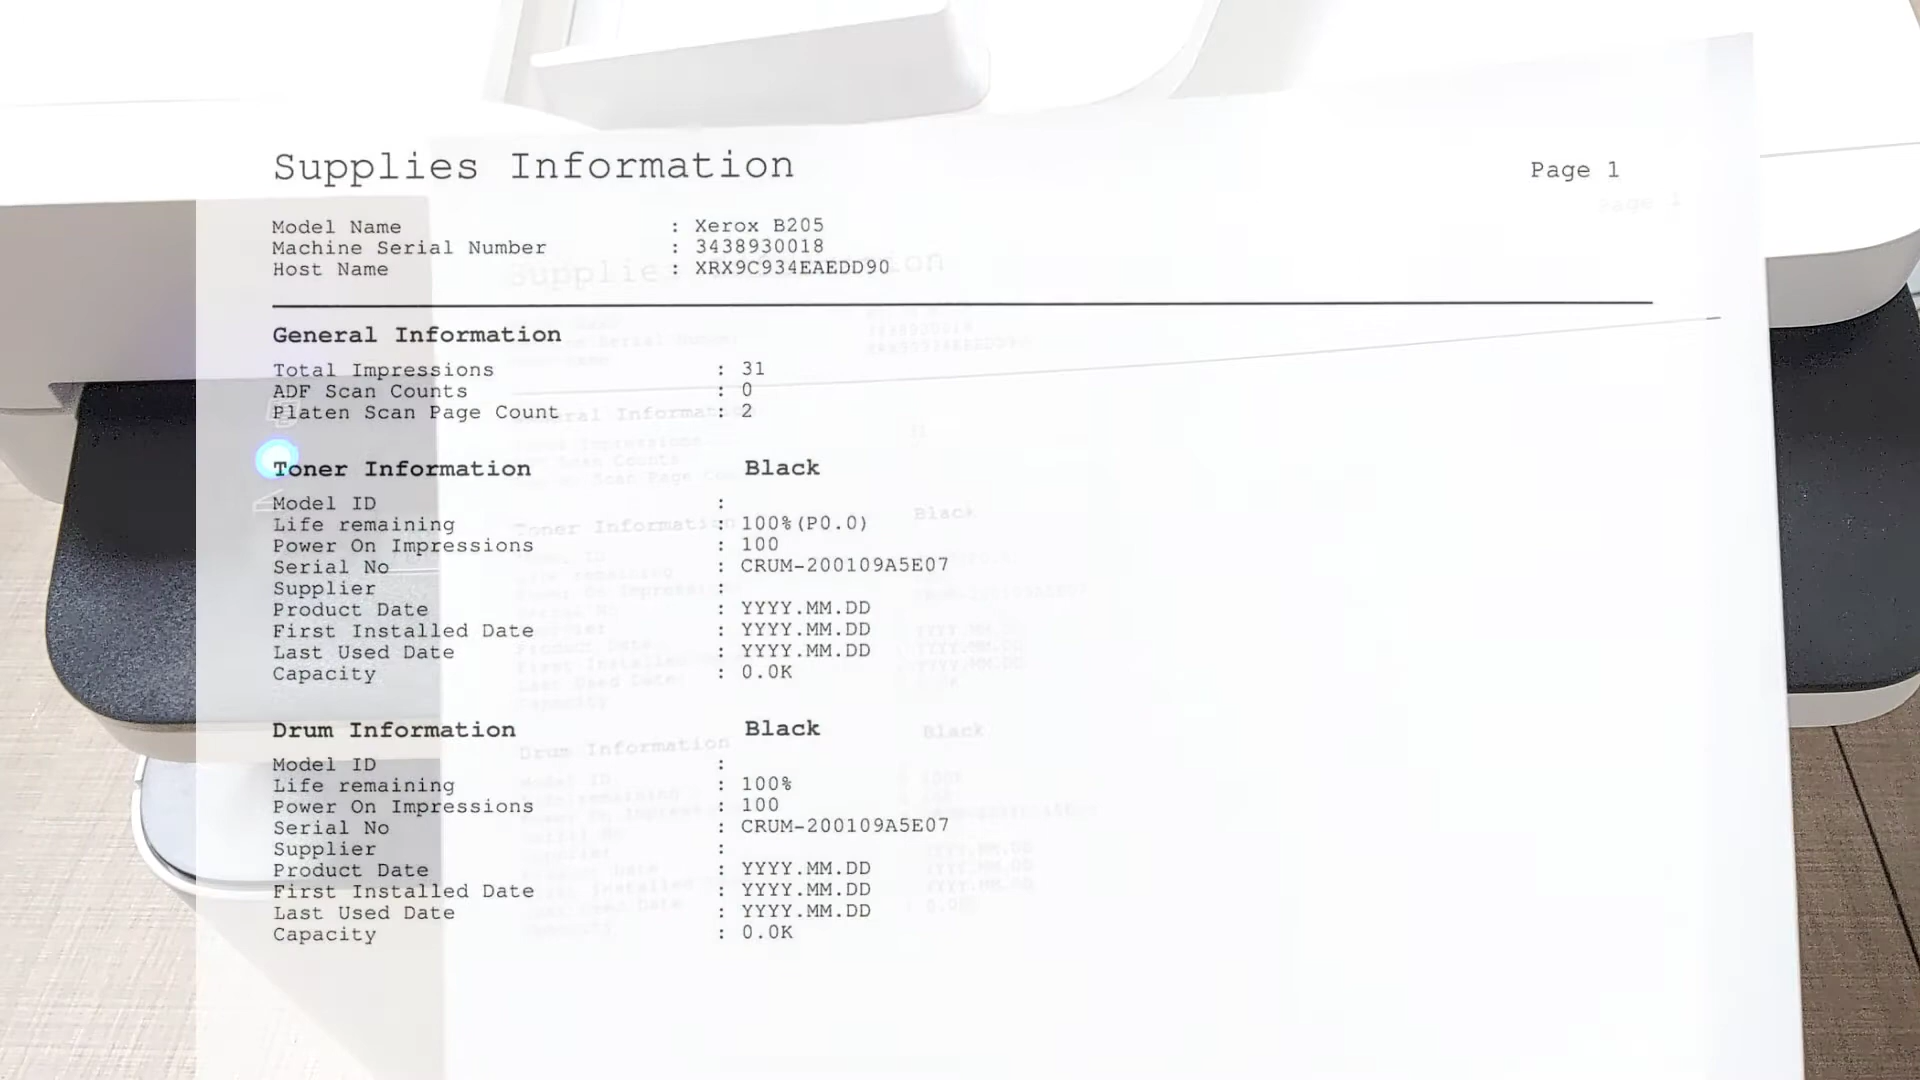 Supplies Information
Page 1
Model Name : Xerox B205
Machine Serial Number : 3438930018
Host Name : XRX9C934EAEDD90
General Information
Total Impressions : 31
ADF Scan Counts : 0
Platen Scan Page Count : 2
Toner Information Black
Model ID :
Life remaining : 100%(P0.0)
Power On Impressions : 100
Serial No : CRUM-200109A5E07
Supplier :
Product Date : YYYY.MM.DD
First Installed Date : YYYY.MM.DD
Last Used Date : YYYY.MM.DD
Capacity : 0.0K
Drum Information Black
Model ID :
Life remaining : 100%
Power On Impressions : 100
Serial No : CRUM-200109A5E07
Supplier :
Product Date : YYYY.MM.DD
First Installed Date : YYYY.MM.DD
Last Used Date : YYYY.MM.DD
Capacity : 0.0K